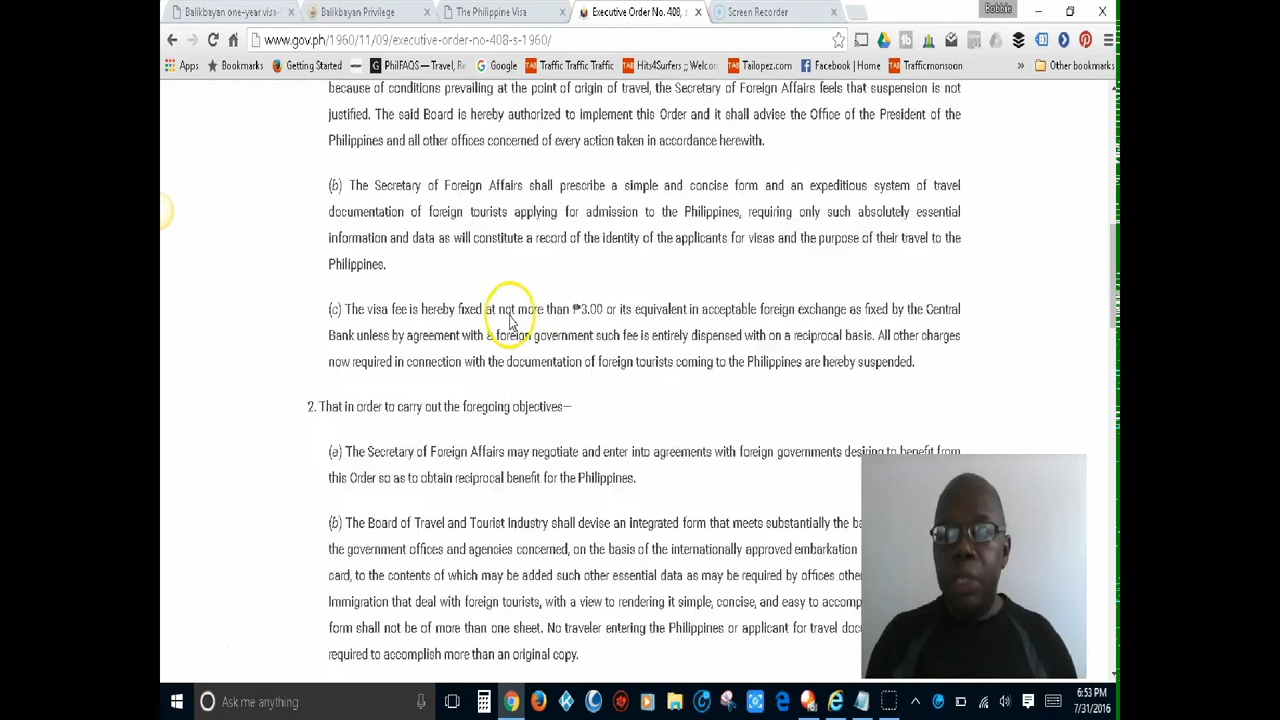 Balikbayan one-year visa-
Balikbayan Privilege
The Philippine Visa
Executive Order No. 408,
Screen Recorder
Bobbie
www.gov.ph/1960/11/09/executive-order-no-408-s-1960/
Apps
Bookmarks
Getting Started
PhilFAQS — Travel, Re
Google
TAB
Traffic Traffic Traffic
TAB
Hits4Surfers ;; Welcon
TAB
Tailopez.com
Facebook | Home
TAB
Trafficmonsoon
»
Other bookmarks
because of conditions prevailing at the point of origin of travel, the Secretary of Foreign Affairs feels that suspension is not
justified. The said Board is hereby authorized to implement this Order and it shall advise the Office of the President of the
Philippines and all other offices concerned of every action taken in accordance herewith.
(b) The Secretary of Foreign Affairs shall prescribe a simple and concise form and an expeditious system of travel
documentation of foreign tourists applying for admission to the Philippines, requiring only such absolutely essential
information and data as will constitute a record of the identity of the applicants for visas and the purpose of their travel to the
Philippines.
(c) The visa fee is hereby fixed at not more than ₱3.00 or its equivalent in acceptable foreign exchange as fixed by the Central
Bank unless by agreement with a foreign government such fee is entirely dispensed with on a reciprocal basis. All other charges
now required in connection with the documentation of foreign tourists coming to the Philippines are hereby suspended.
2. That in order to carry out the foregoing objectives—
(a) The Secretary of Foreign Affairs may negotiate and enter into agreements with foreign governments desiring to benefit from
this Order so as to obtain reciprocal benefit for the Philippines.
(b) The Board of Travel and Tourist Industry shall devise an integrated form that meets substantially the ba
the government offices and agencies concerned, on the basis of the internationally approved embarkation
card, to the contents of which may be added such other essential data as may be required by offices othe
Immigration that deal with foreign tourists, with a view to rendering it simple, concise, and easy to accomp
form shall not be of more than one sheet. No traveler entering the Philippines or applicant for travel doc
required to accomplish more than an original copy.
Ask me anything
6:53 PM
7/31/2016